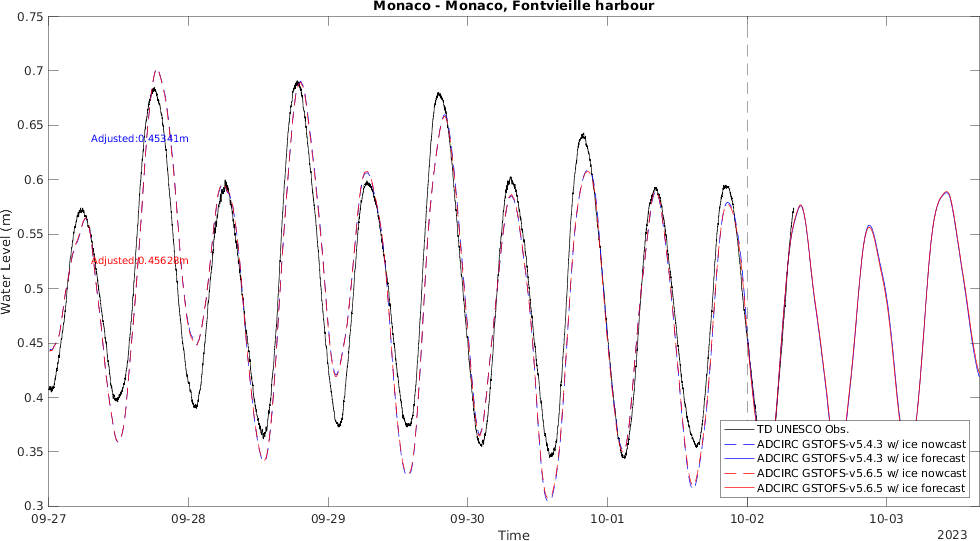 Monaco - Monaco, Fontvieille harbour
0.75
0.7
0.65
0.6
0.55
0.5
0.45
0.4
0.35
0.3
Water Level (m)
Adjusted:0.45341m
Adjusted:0.45628m
TD UNESCO Obs.
ADCIRC GSTOFS-v5.4.3 w/ ice nowcast
ADCIRC GSTOFS-v5.4.3 w/ ice forecast
ADCIRC GSTOFS-v5.6.5 w/ ice nowcast
ADCIRC GSTOFS-v5.6.5 w/ ice forecast
09-27 09-28 09-29 09-30 10-01 10-02 10-03
Time
2023